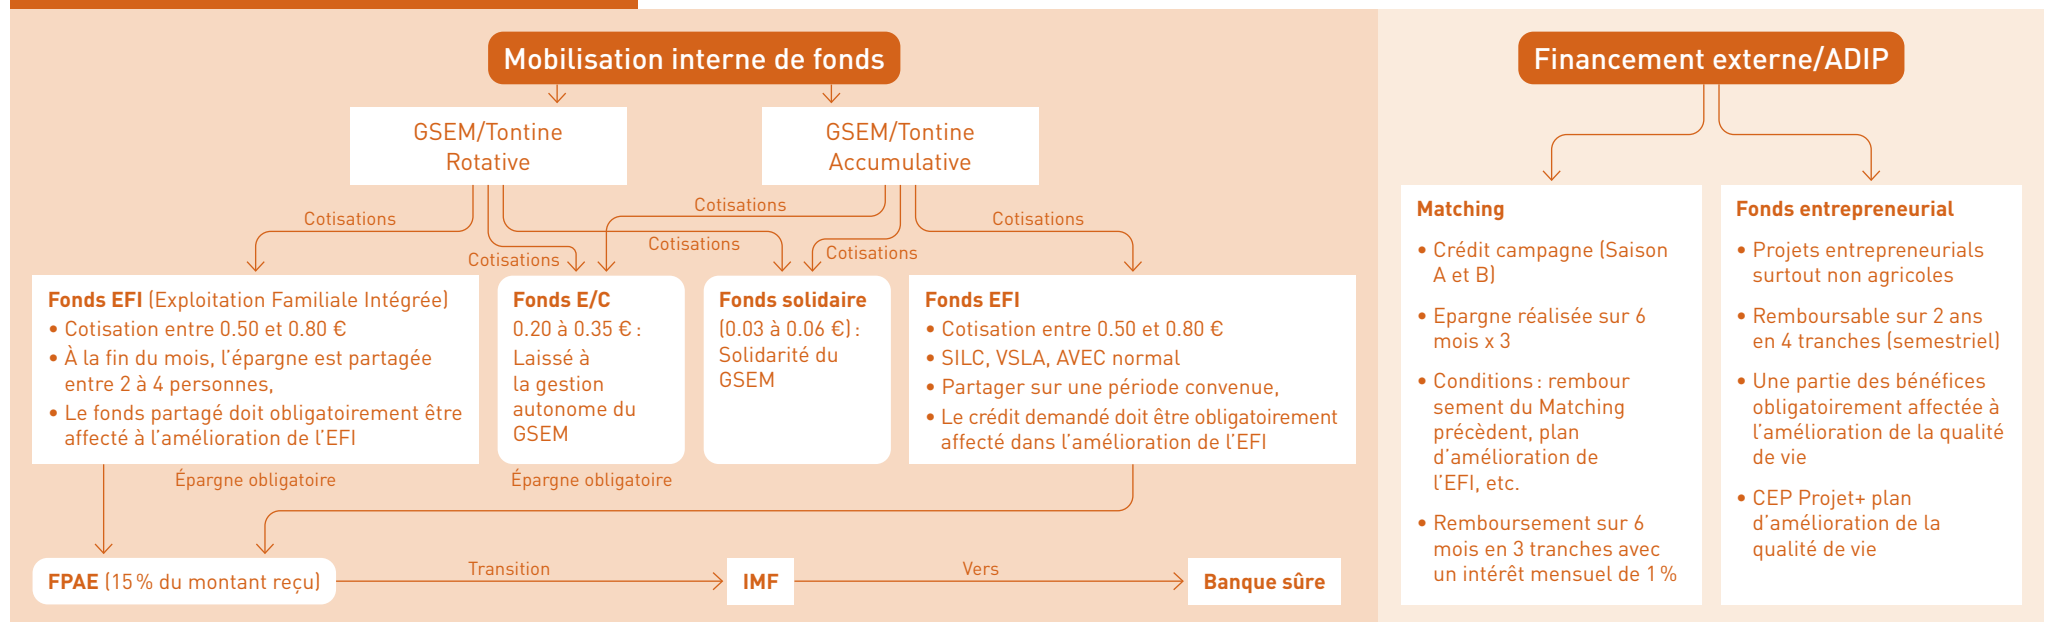 Mobilisation interne de fonds
GSEM/Tontine
Rotative
GSEM/Tontine
Accumulative
Cotisations
Cotisations
Cotisations
Cotisations
Cotisations
Cotisations
Fonds EFI (Exploitation Familiale Intégrée)
• Cotisation entre 0.50 et 0.80 €
• À la fin du mois, l’épargne est partagée
entre 2 à 4 personnes,
• Le fonds partagé doit obligatoirement être
affecté à l’amélioration de l’EFI
Fonds E/C
0.20 à 0.35 € :
Laissé à
la gestion
autonome du
GSEM
Fonds solidaire
(0.03 à 0.06 €) :
Solidarité du
GSEM
Fonds EFI
• Cotisation entre 0.50 et 0.80 €
• SILC, VSLA, AVEC normal
• Partager sur une période convenue,
• Le crédit demandé doit être obligatoirement
affecté dans l’amélioration de l’EFI
Épargne obligatoire
Épargne obligatoire
FPAE (15 % du montant reçu)
Transition
IMF
Vers
Banque sûre
Financement externe/ADIP
Matching
• Crédit campagne (Saison
A et B)
• Epargne réalisée sur 6
mois x 3
• Conditions : rembour
sement du Matching
précèdent, plan
d’amélioration de
l’EFI, etc.
• Remboursement sur 6
mois en 3 tranches avec
un intérêt mensuel de 1 %
Fonds entrepreneurial
• Projets entrepreneurials
surtout non agricoles
• Remboursable sur 2 ans
en 4 tranches (semestriel)
• Une partie des bénéfices
obligatoirement affectée à
l’amélioration de la qualité
de vie
• CEP Projet+ plan
d’amélioration de la
qualité de vie